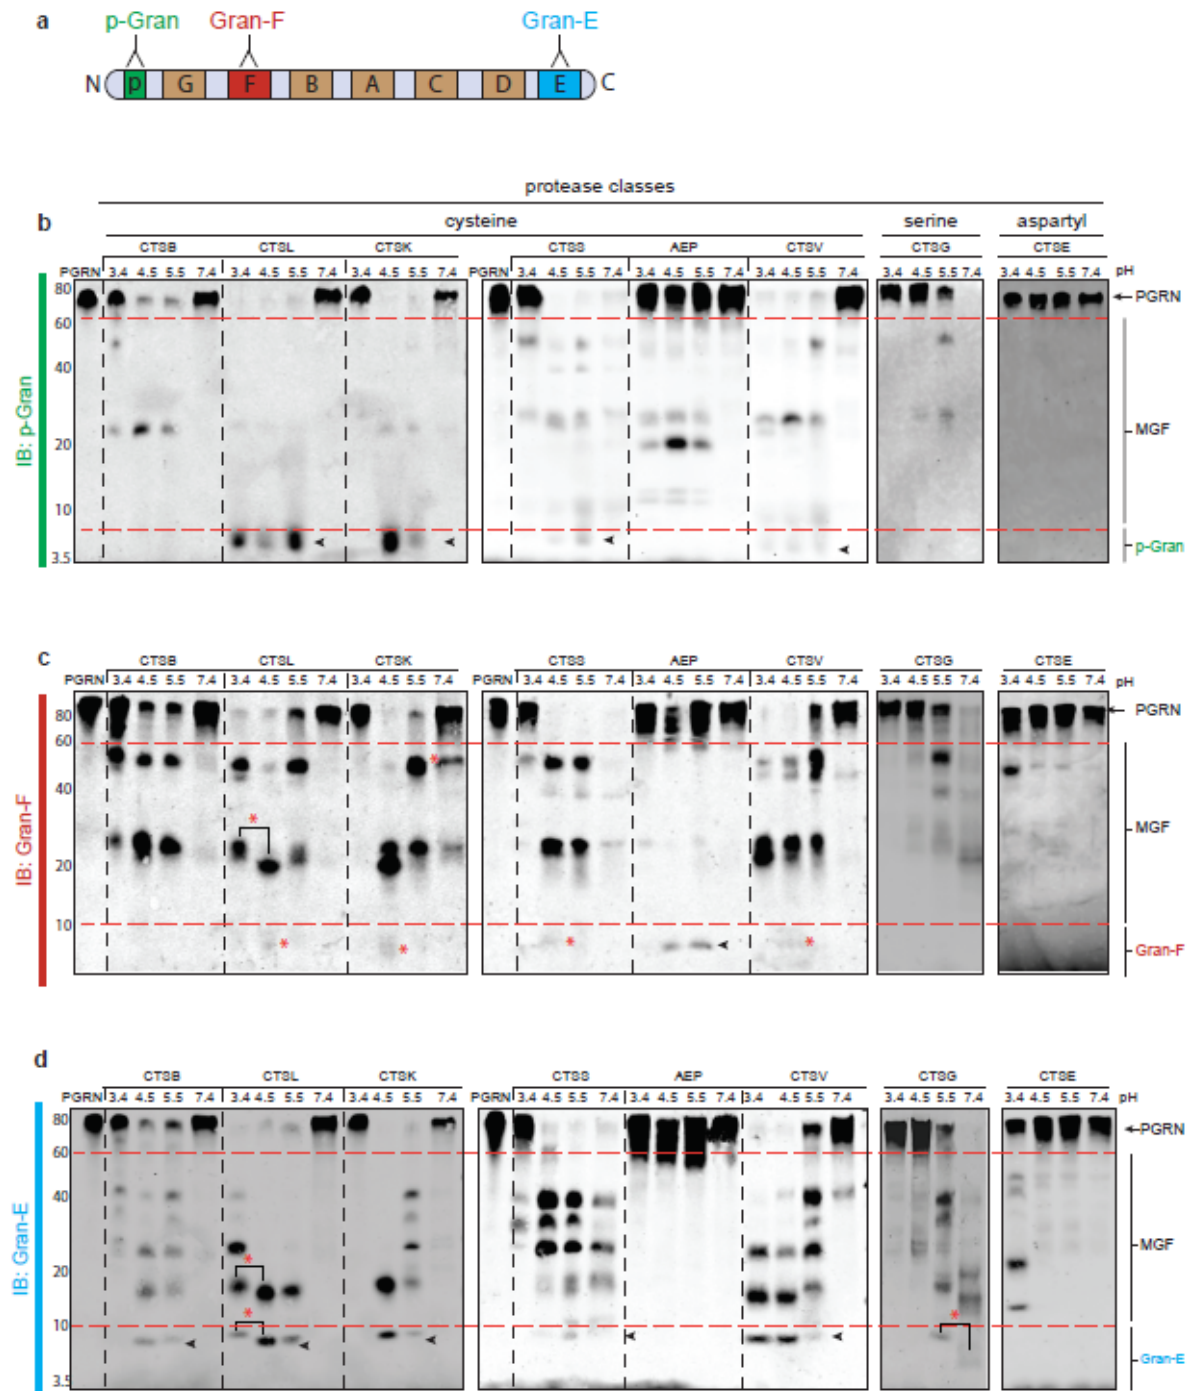 a
p-Gran Gran-F Gran-E
N p G F B A C D E C
protease classes
b cysteine serine aspartyl
CTSB CTSL CTSK CTSS AEP CTSV CTSG CTSE
PGRN 3.4 4.5 5.5 7.4 3.4 4.5 5.5 7.4 3.4 4.5 5.5 7.4 PGRN 3.4 4.5 5.5 7.4 3.4 4.5 5.5 7.4 3.4 4.5 5.5 7.4 3.4 4.5 5.5 7.4 3.4 4.5 5.5 7.4 pH
80 PGRN
60
40
MGF
20
10
p-Gran
3.5
IB: p-Gran
c
CTSB CTSL CTSK CTSS AEP CTSV CTSG CTSE
PGRN 3.4 4.5 5.5 7.4 3.4 4.5 5.5 7.4 3.4 4.5 5.5 7.4 PGRN 3.4 4.5 5.5 7.4 3.4 4.5 5.5 7.4 3.4 4.5 5.5 7.4 3.4 4.5 5.5 7.4 3.4 4.5 5.5 7.4 pH
80 PGRN
60
*
40
*
MGF
20
10
* * * * Gran-F
IB: Gran-F
d
CTSB CTSL CTSK CTSS AEP CTSV CTSG CTSE
PGRN 3.4 4.5 5.5 7.4 3.4 4.5 5.5 7.4 3.4 4.5 5.5 7.4 PGRN 3.4 4.5 5.5 7.4 3.4 4.5 5.5 7.4 3.4 4.5 5.5 7.4 3.4 4.5 5.5 7.4 3.4 4.5 5.5 7.4 pH
80 PGRN
60
40
MGF
*
20
* *
10
Gran-E
3.5
IB: Gran-E